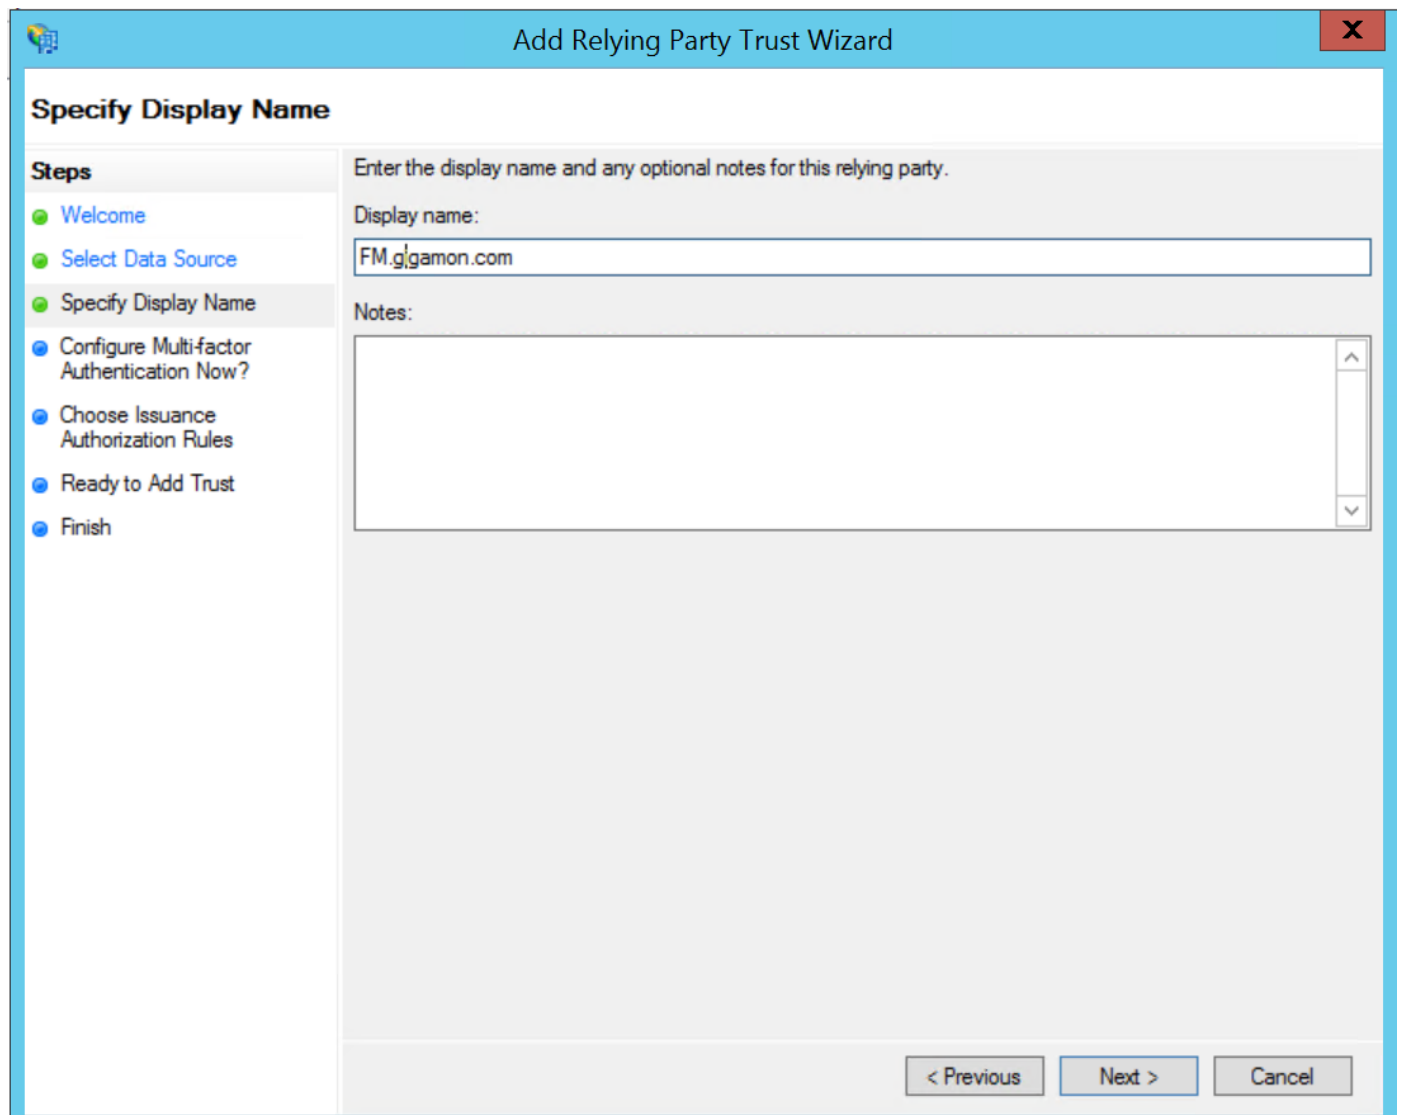 Add Relying Party Trust Wizard
X
Specify Display Name
Steps
Welcome
Select Data Source
Specify Display Name
Configure Multi-factor
Authentication Now?
Choose Issuance
Authorization Rules
Ready to Add Trust
Finish
Enter the display name and any optional notes for this relying party.
Display name:
FM.gigamon.com
Notes:
< Previous
Next >
Cancel